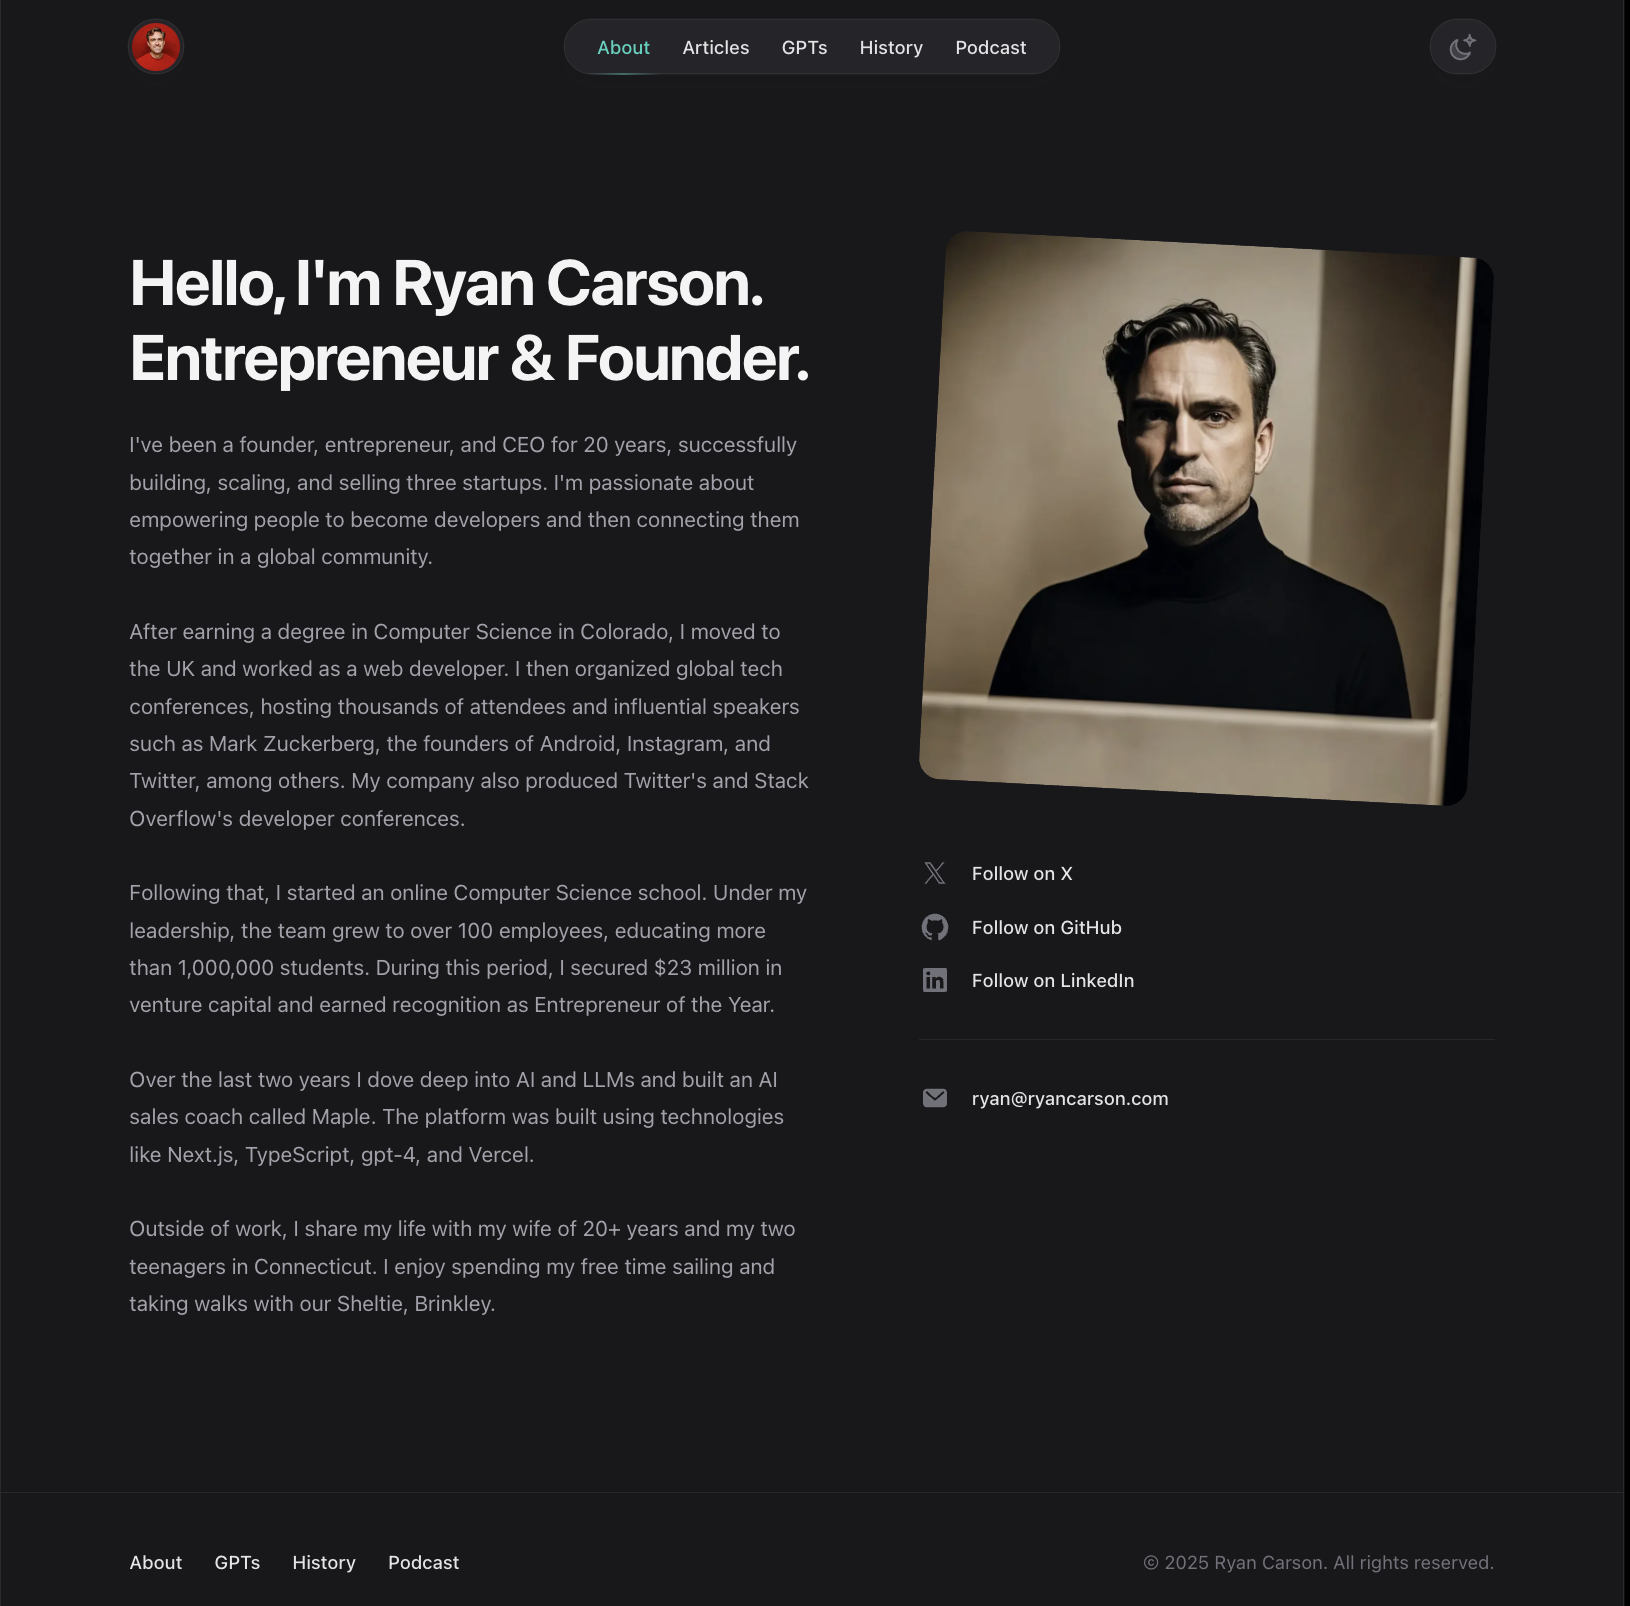 About Articles GPTs History Podcast
Hello, I'm Ryan Carson.
Entrepreneur & Founder.
I've been a founder, entrepreneur, and CEO for 20 years, successfully
building, scaling, and selling three startups. I'm passionate about
empowering people to become developers and then connecting them
together in a global community.
After earning a degree in Computer Science in Colorado, I moved to
the UK and worked as a web developer. I then organized global tech
conferences, hosting thousands of attendees and influential speakers
such as Mark Zuckerberg, the founders of Android, Instagram, and
Twitter, among others. My company also produced Twitter's and Stack
Overflow's developer conferences.
Following that, I started an online Computer Science school. Under my
leadership, the team grew to over 100 employees, educating more
than 1,000,000 students. During this period, I secured $23 million in
venture capital and earned recognition as Entrepreneur of the Year.
Over the last two years I dove deep into AI and LLMs and built an AI
sales coach called Maple. The platform was built using technologies
like Next.js, TypeScript, gpt-4, and Vercel.
Outside of work, I share my life with my wife of 20+ years and my two
teenagers in Connecticut. I enjoy spending my free time sailing and
taking walks with our Sheltie, Brinkley.
Follow on X
Follow on GitHub
in Follow on LinkedIn
ryan@ryancarson.com
About GPTs History Podcast
© 2025 Ryan Carson. All rights reserved.